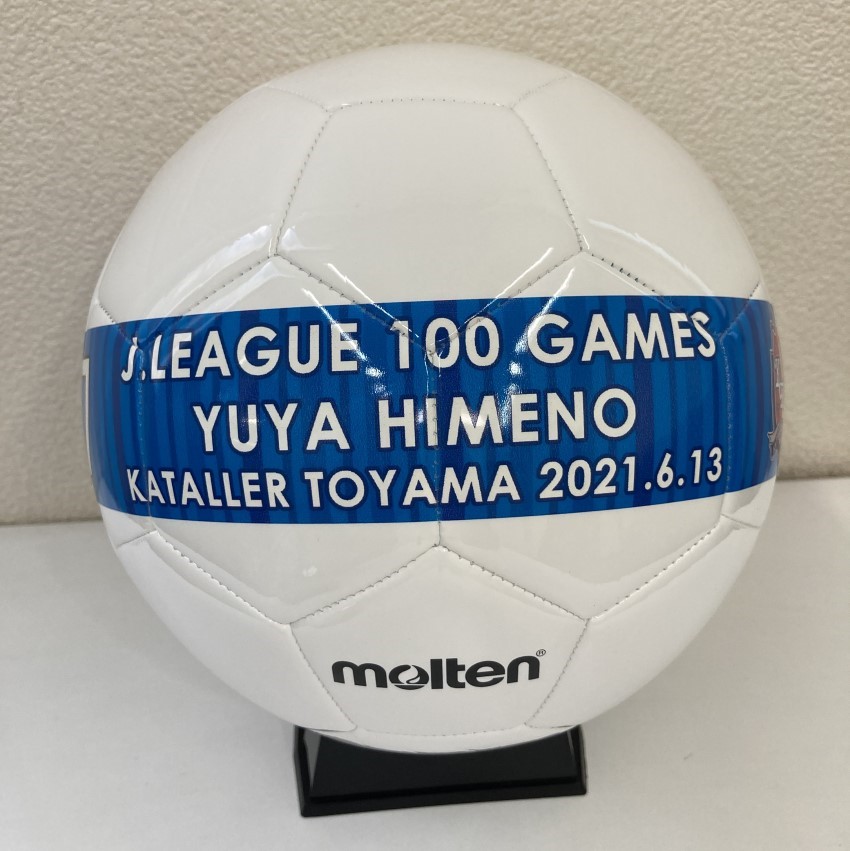 J.LEAGUE 100 GAMES
YUYA HIMENO
KATALLER TOYAMA 2021.6.13
molten®